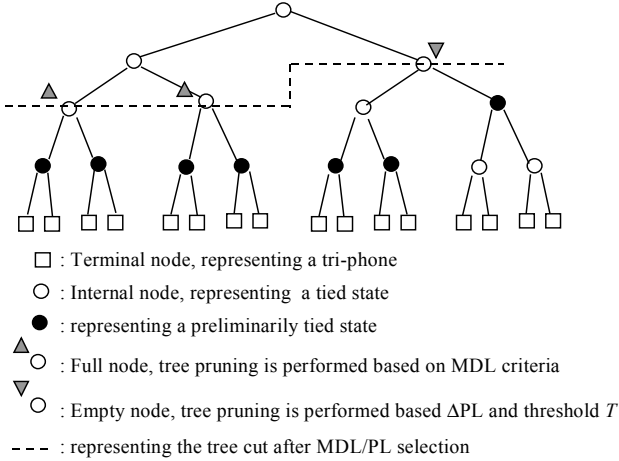 : Terminal node, representing a tri-phone
: Internal node, representing a tied state
: representing a preliminarily tied state
: Full node, tree pruning is performed based on MDL criteria
: Empty node, tree pruning is performed based ΔPL and threshold T
: representing the tree cut after MDL/PL selection